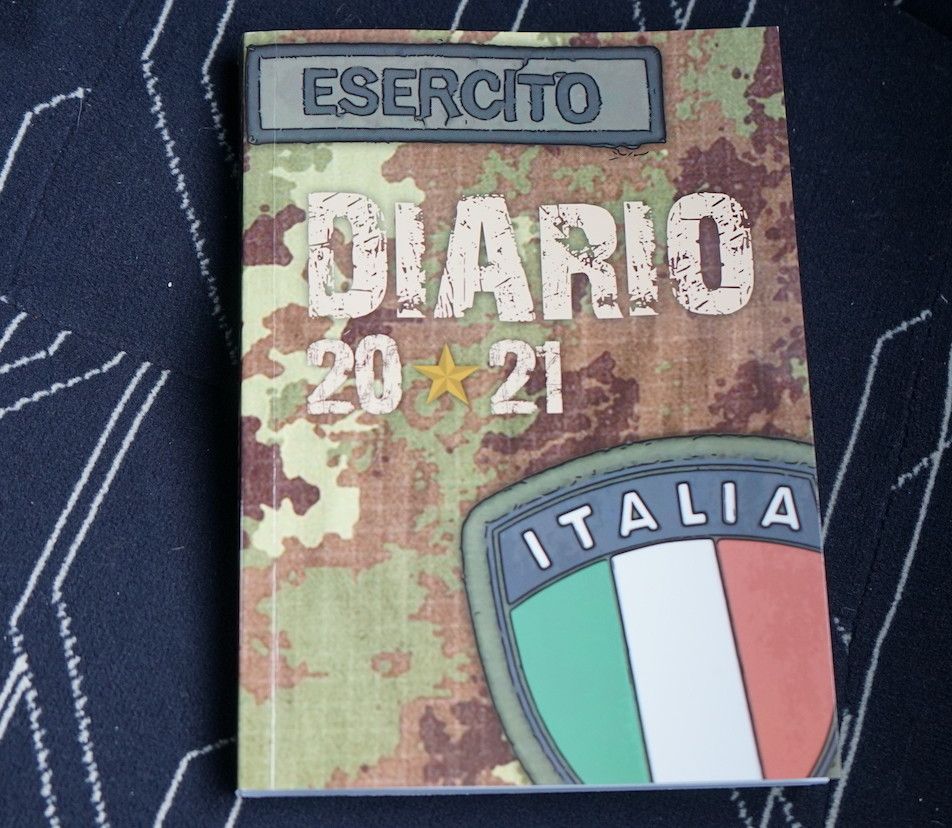 ESERCITO
DIARIO
20 21
ITALIA